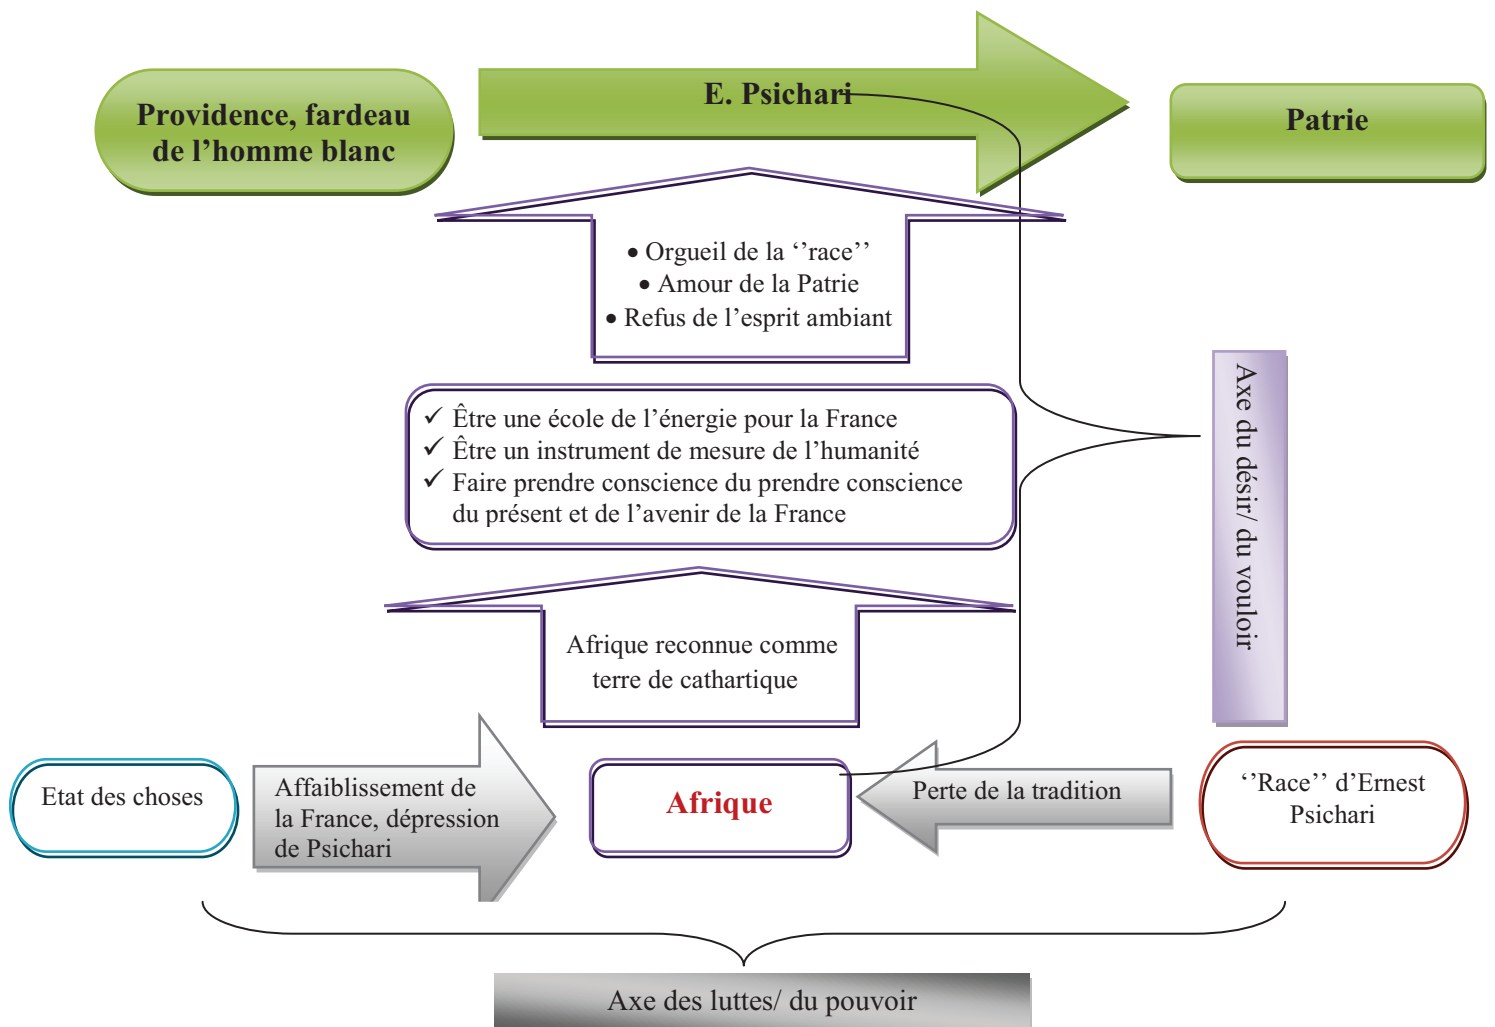 Providence, fardeau
de l’homme blanc
E. Psichari
Patrie
• Orgueil de la ‘’race’’
• Amour de la Patrie
• Refus de l’esprit ambiant
✓ Être une école de l’énergie pour la France
✓ Être un instrument de mesure de l’humanité
✓ Faire prendre conscience du prendre conscience
du présent et de l’avenir de la France
Axe du désir/ du vouloir
Afrique reconnue comme
terre de cathartique
Etat des choses
Affaiblissement de
la France, dépression
de Psichari
Afrique
Perte de la tradition
‘’Race’’ d’Ernest
Psichari
Axe des luttes/ du pouvoir